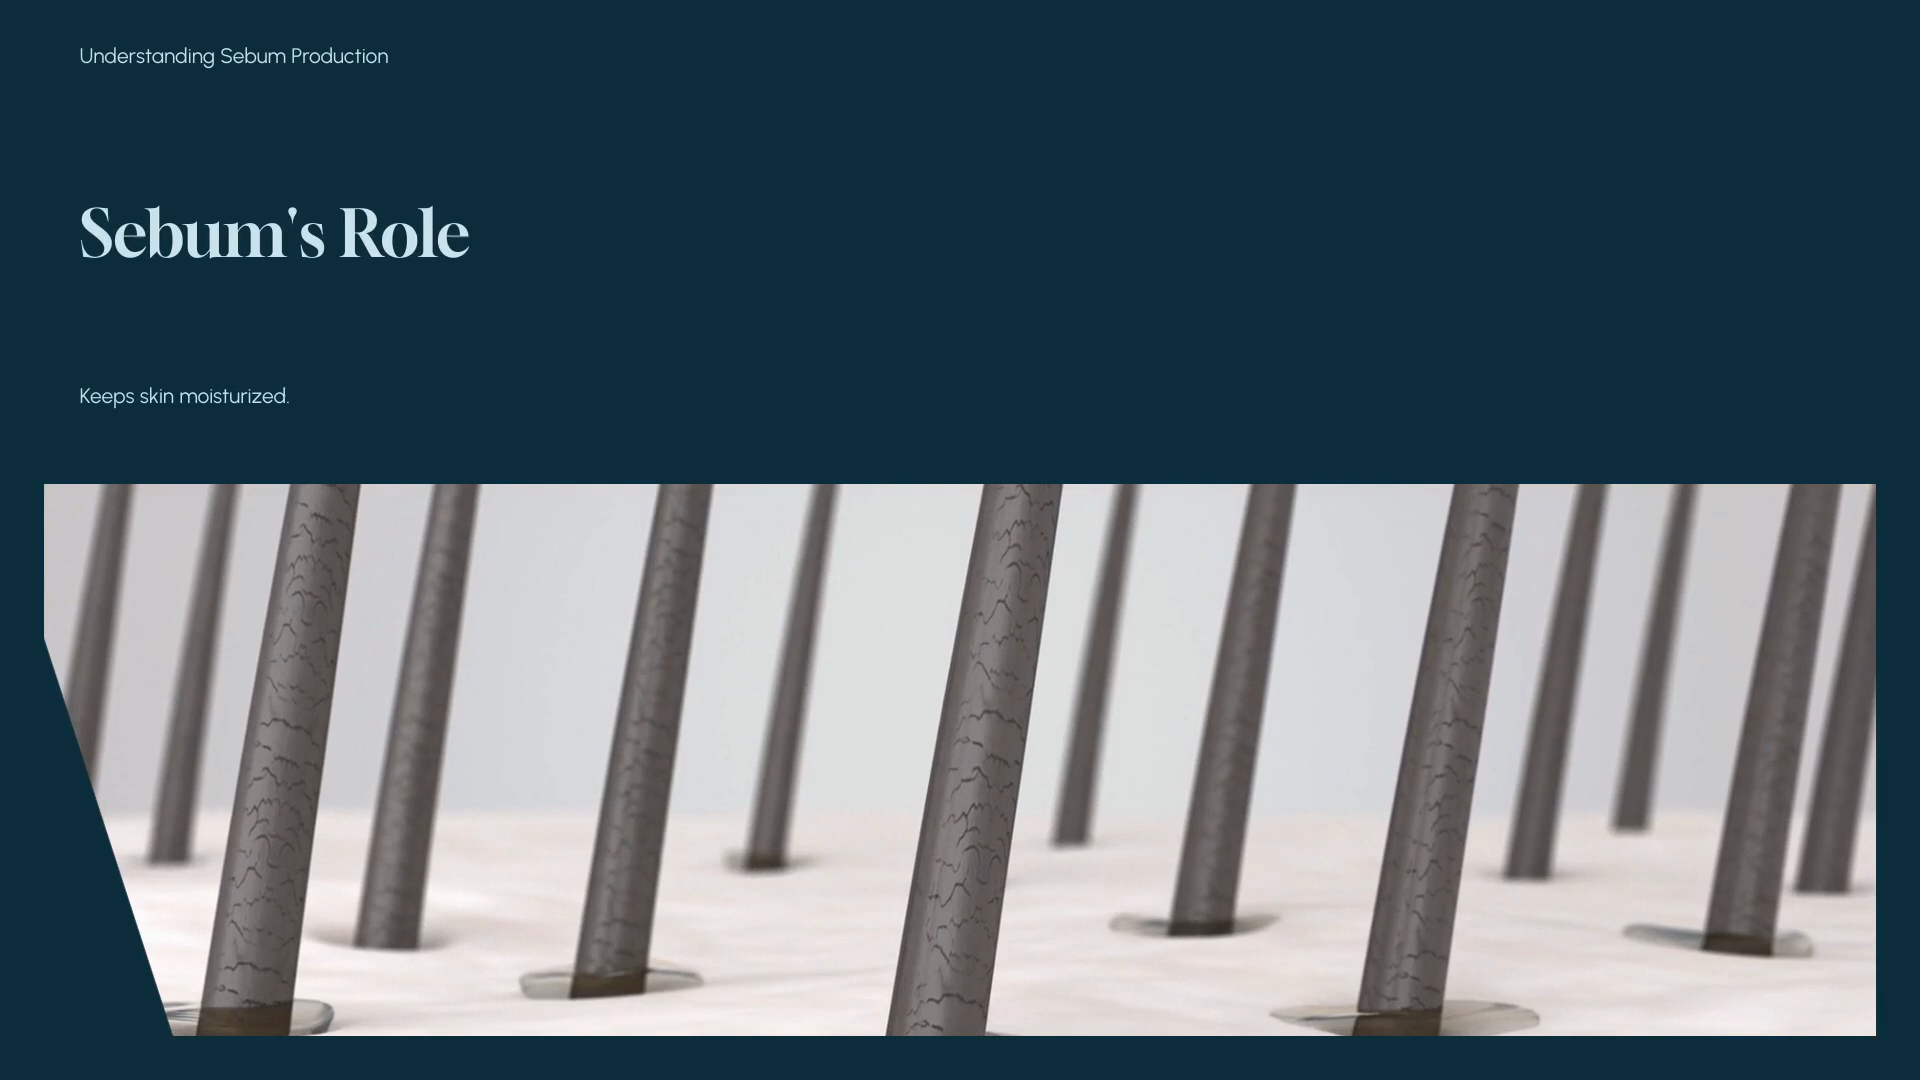 Understanding Sebum Production
Sebum's Role
Keeps skin moisturized.